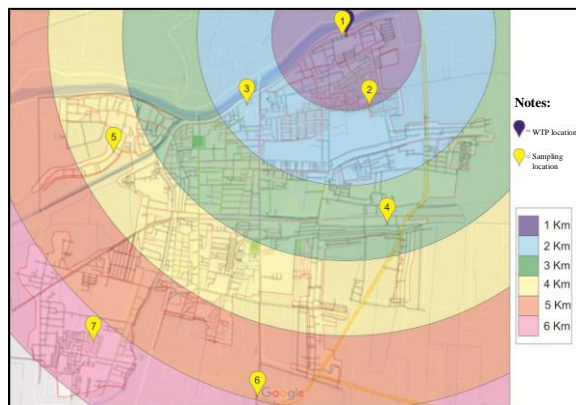 1
2
3
4
5
6
7
Google
Notes:
= WTP location
= Sampling
location
1 Km
2 Km
3 Km
4 Km
5 Km
6 Km